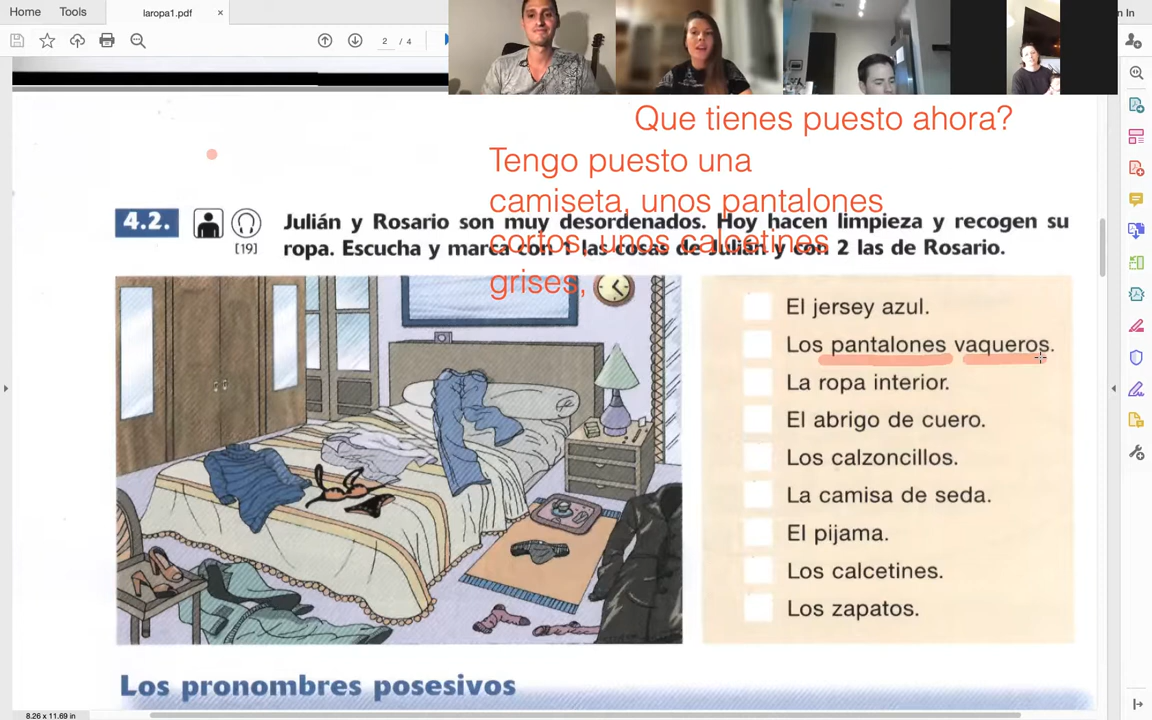 Home Tools laropa1.pdf × n In
2 / 4
Que tienes puesto ahora?
Tengo puesto una
camiseta, unos pantalones
cortos, unos calcetines
grises,
4.2. [19] Julián y Rosario son muy desordenados. Hoy hacen limpieza y recogen su
ropa. Escucha y marca con 1 las cosas de Julián y con 2 las de Rosario.
El jersey azul.
Los pantalones vaqueros.
La ropa interior.
El abrigo de cuero.
Los calzoncillos.
La camisa de seda.
El pijama.
Los calcetines.
Los zapatos.
Los pronombres posesivos
8.26 x 11.69 in